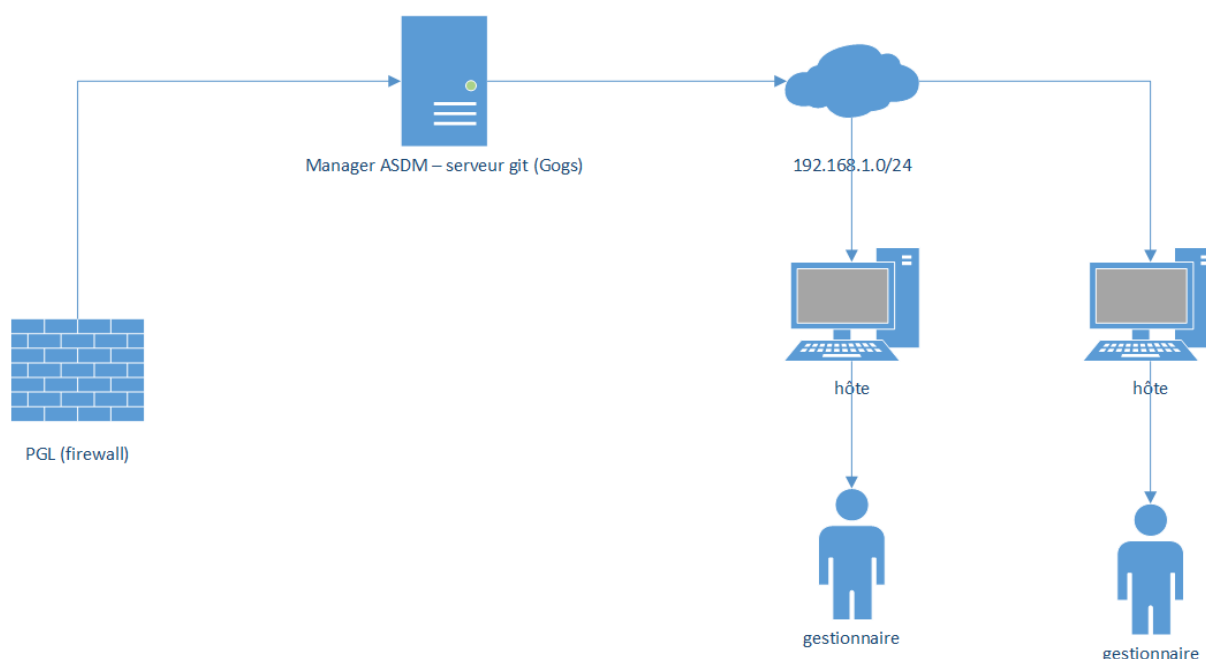 Manager ASDM – serveur git (Gogs)
192.168.1.0/24
hôte
hôte
PGL (firewall)
gestionnaire
gestionnaire